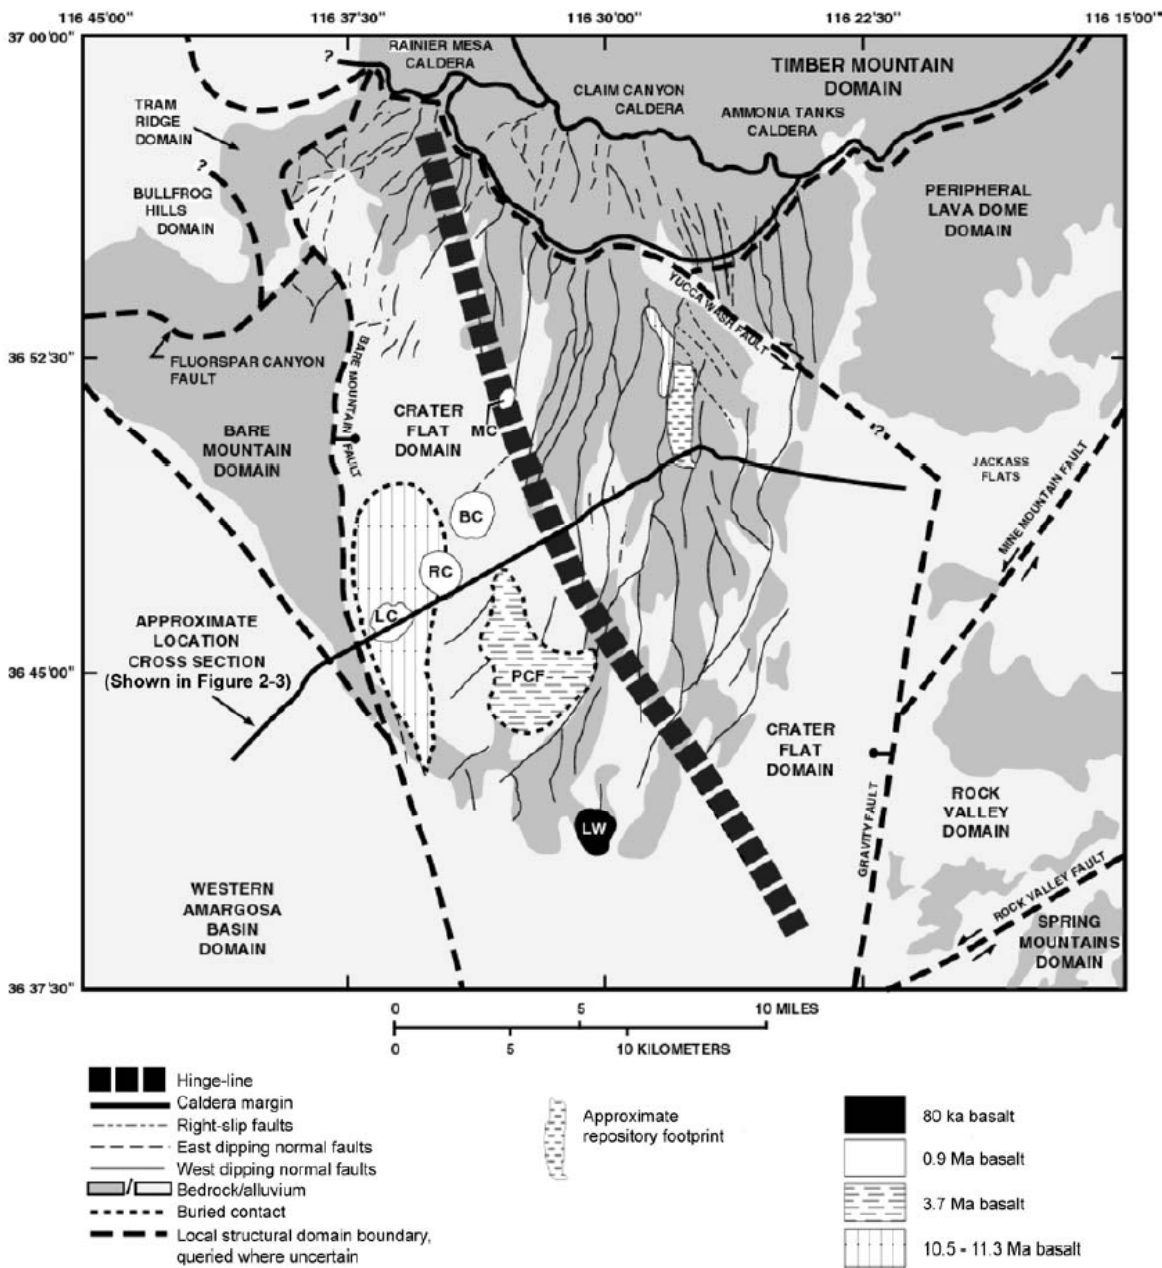 116 45'00"
116 37'30"
116 30'00"
116 22'30"
116 15'00"
37 00'00"
36 52'30"
36 45'00"
36 37'30"
?
RAINIER MESA
CALDERA
TIMBER MOUNTAIN
DOMAIN
CLAIM CANYON
CALDERA
AMMONIA TANKS
CALDERA
TRAM
RIDGE
DOMAIN
?
BULLFROG
HILLS
DOMAIN
PERIPHERAL
LAVA DOME
DOMAIN
YUCCA WASH FAULT
FLUORSPAR CANYON
FAULT
BARE MOUNTAIN FAULT
CRATER
FLAT
DOMAIN
MC
BARE
MOUNTAIN
DOMAIN
?
JACKASS
FLATS
MINE MOUNTAIN FAULT
BC
RC
LC
APPROXIMATE
LOCATION
CROSS SECTION
(Shown in Figure 2-3)
PCF
CRATER
FLAT
DOMAIN
LW
GRAVITY FAULT
ROCK
VALLEY
DOMAIN
WESTERN
AMARGOSA
BASIN
DOMAIN
ROCK VALLEY FAULT
SPRING
MOUNTAINS
DOMAIN
0 5 10 MILES
0 5 10 KILOMETERS
Hinge-line
Caldera margin
Right-slip faults
East dipping normal faults
West dipping normal faults
/ Bedrock/alluvium
Buried contact
Local structural domain boundary,
queried where uncertain
Approximate
repository footprint
80 ka basalt
0.9 Ma basalt
3.7 Ma basalt
10.5 - 11.3 Ma basalt